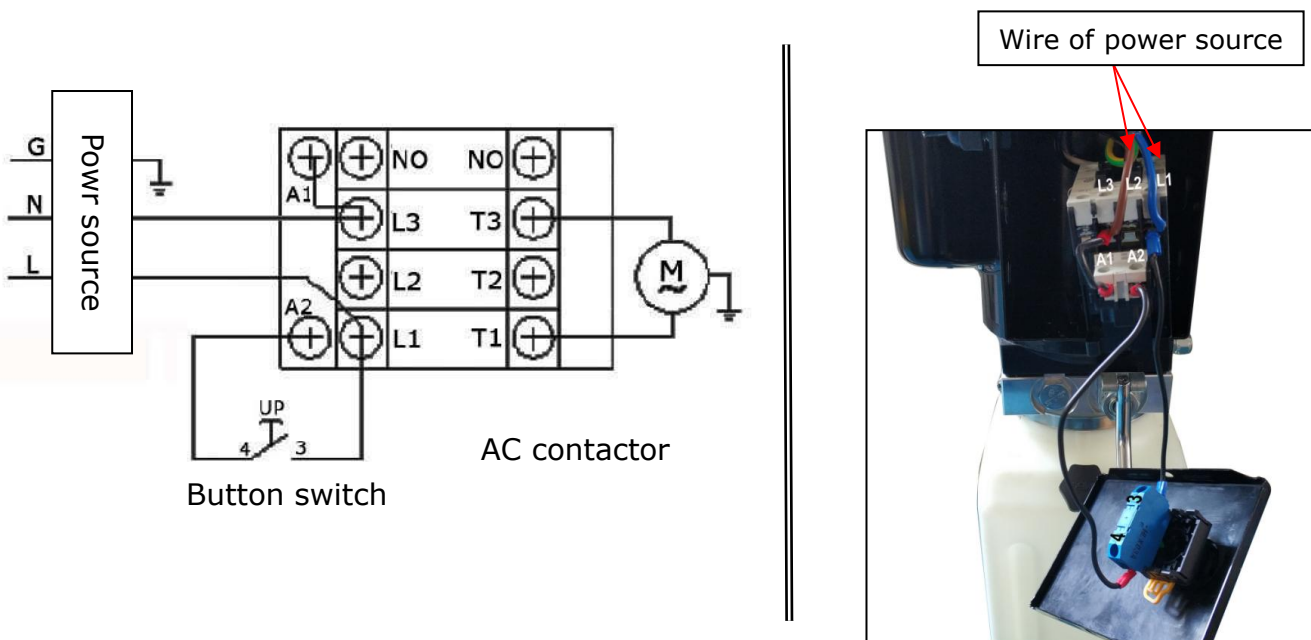 Wire of power source
G
N
L
Powr source
A1
NO
NO
L3
T3
L2
T2
A2
L1
T1
M
UP
4
3
AC contactor
Button switch
L3
L2
L1
A1
A2
3
4